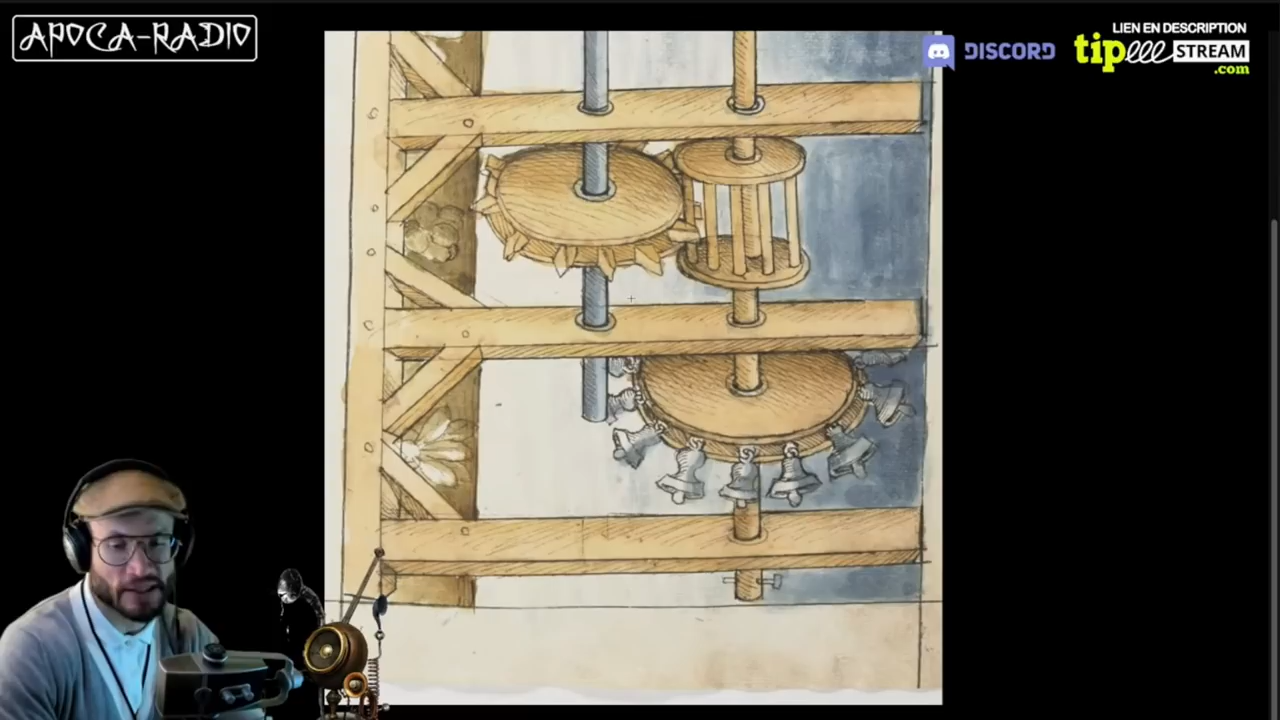 APOCA-RADIO
LIEN EN DESCRIPTION
DISCORD
tipeee STREAM
.com